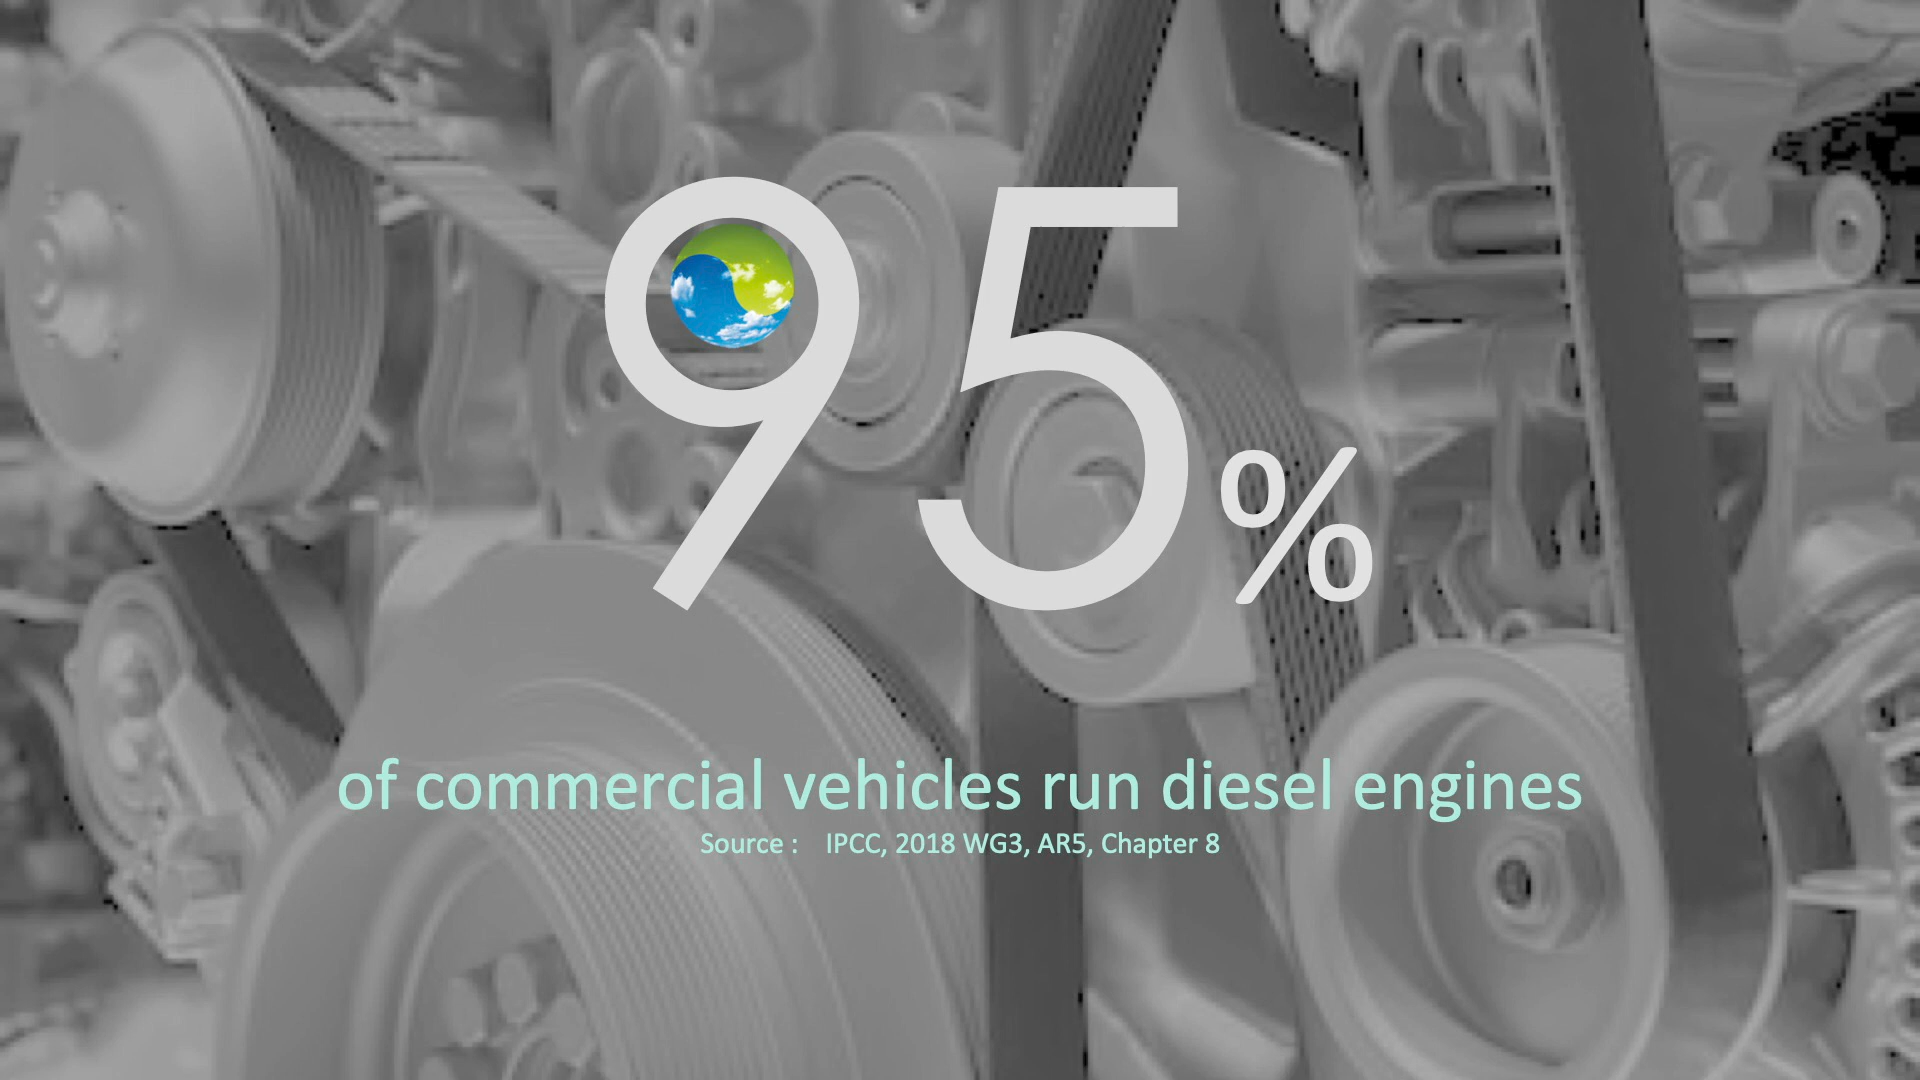 95%
of commercial vehicles run diesel engines
Source : IPCC, 2018 WG3, AR5, Chapter 8